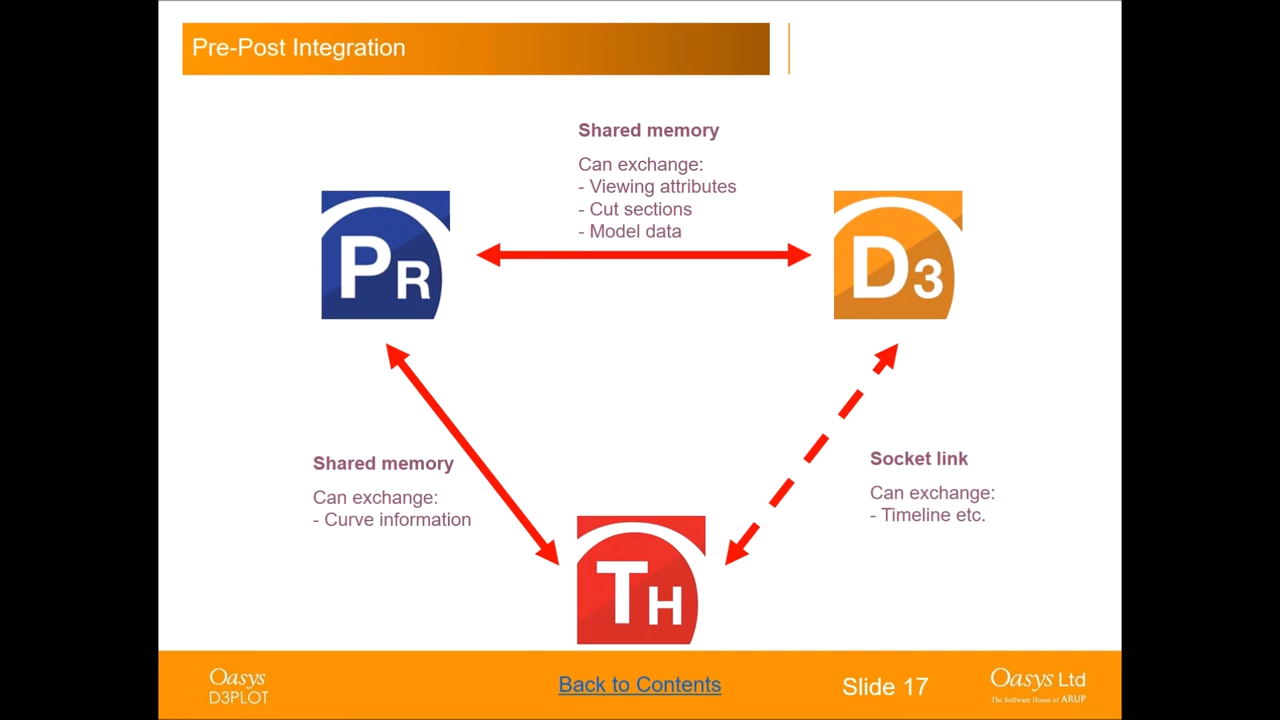 Pre-Post Integration
Shared memory
Can exchange:
- Viewing attributes
- Cut sections
- Model data
PR
D3
Shared memory
Can exchange:
- Curve information
Socket link
Can exchange:
- Timeline etc.
TH
Oasys
D3PLOT
Back to Contents
Slide 17
Oasys Ltd
The Software House of ARUP